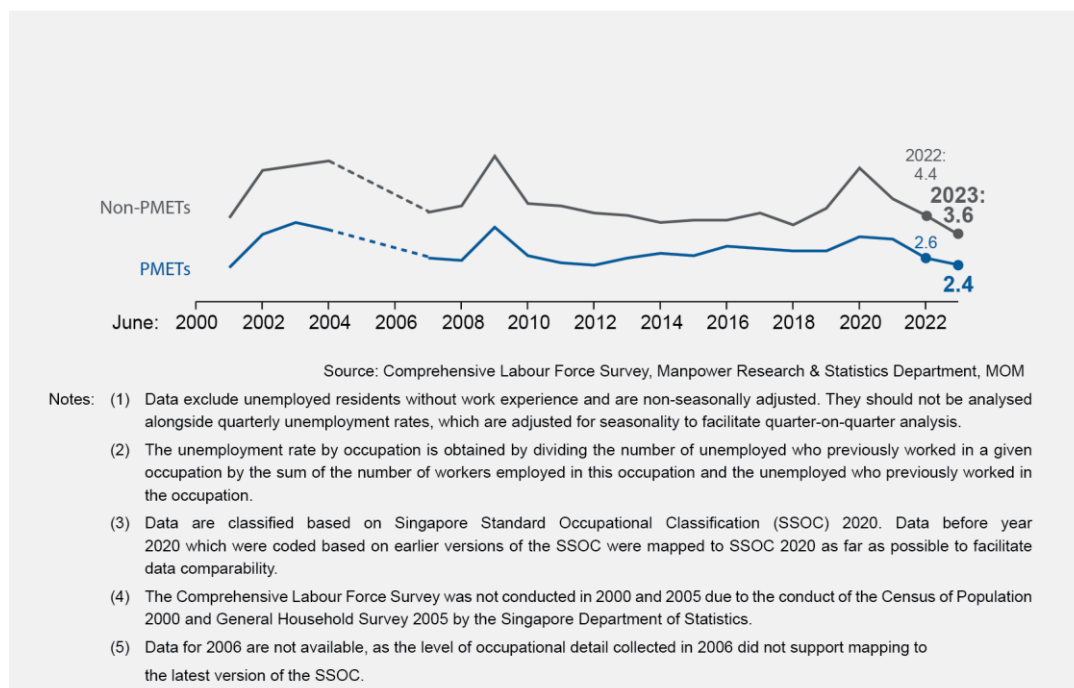 2022:
4.4
2023:
3.6
Non-PMETs
2.6
PMETs
2.4
June: 2000 2002 2004 2006 2008 2010 2012 2014 2016 2018 2020 2022
Source: Comprehensive Labour Force Survey, Manpower Research & Statistics Department, MOM
Notes: (1) Data exclude unemployed residents without work experience and are non-seasonally adjusted. They should not be analysed
alongside quarterly unemployment rates, which are adjusted for seasonality to facilitate quarter-on-quarter analysis.
(2) The unemployment rate by occupation is obtained by dividing the number of unemployed who previously worked in a given
occupation by the sum of the number of workers employed in this occupation and the unemployed who previously worked in
the occupation.
(3) Data are classified based on Singapore Standard Occupational Classification (SSOC) 2020. Data before year
2020 which were coded based on earlier versions of the SSOC were mapped to SSOC 2020 as far as possible to facilitate
data comparability.
(4) The Comprehensive Labour Force Survey was not conducted in 2000 and 2005 due to the conduct of the Census of Population
2000 and General Household Survey 2005 by the Singapore Department of Statistics.
(5) Data for 2006 are not available, as the level of occupational detail collected in 2006 did not support mapping to
the latest version of the SSOC.